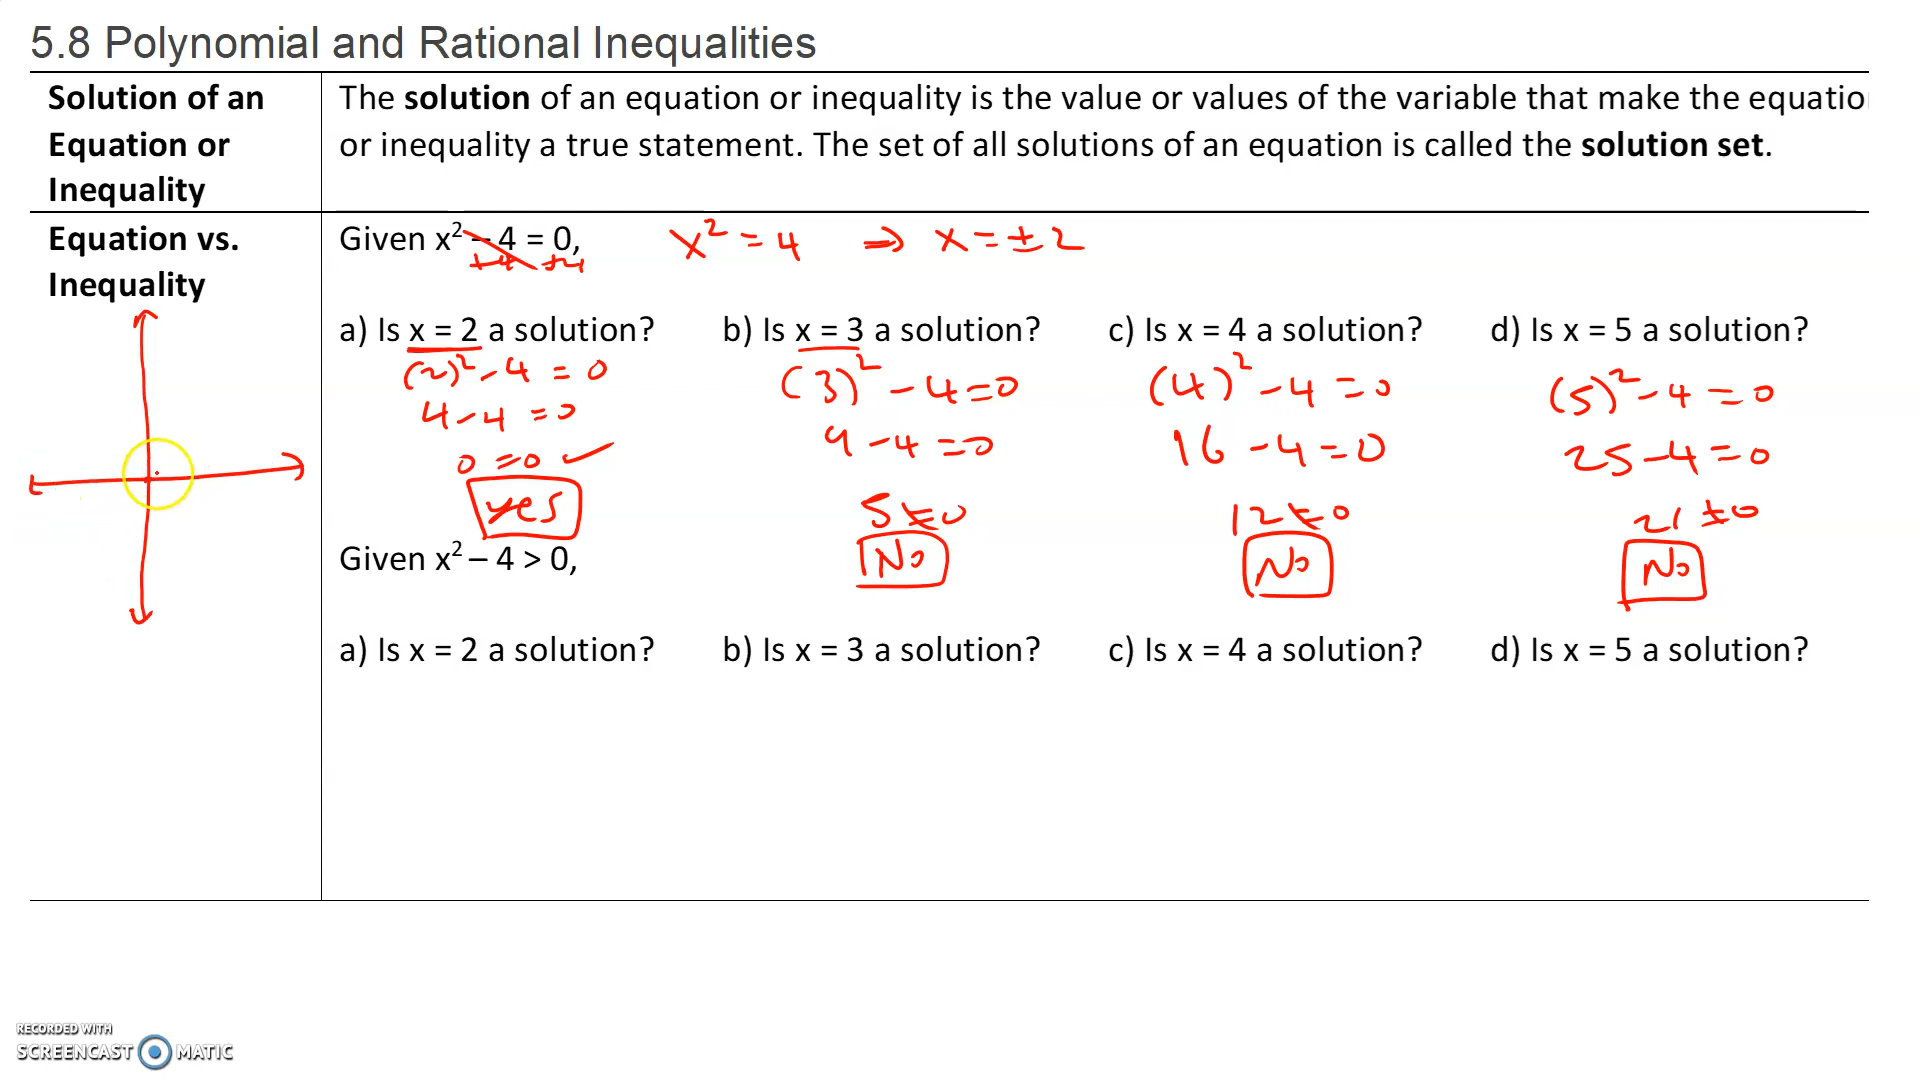 5.8 Polynomial and Rational Inequalities
Solution of an
Equation or
Inequality
The solution of an equation or inequality is the value or values of the variable that make the equatio
or inequality a true statement. The set of all solutions of an equation is called the solution set.
Equation vs.
Inequality
Given x² – 4 = 0,
+4 +4
x² = 4 ⇒ x = ± 2
a) Is x = 2 a solution?
(2)² - 4 = 0
4 - 4 = 0
0 = 0 ✓
yes
b) Is x = 3 a solution?
(3)² - 4 = 0
9 - 4 = 0
5 ≠ 0
No
c) Is x = 4 a solution?
(4)² - 4 = 0
16 - 4 = 0
12 ≠ 0
No
d) Is x = 5 a solution?
(5)² - 4 = 0
25 - 4 = 0
21 ≠ 0
No
Given x² – 4 > 0,
a) Is x = 2 a solution?
b) Is x = 3 a solution?
c) Is x = 4 a solution?
d) Is x = 5 a solution?
RECORDED WITH
SCREENCAST MATIC